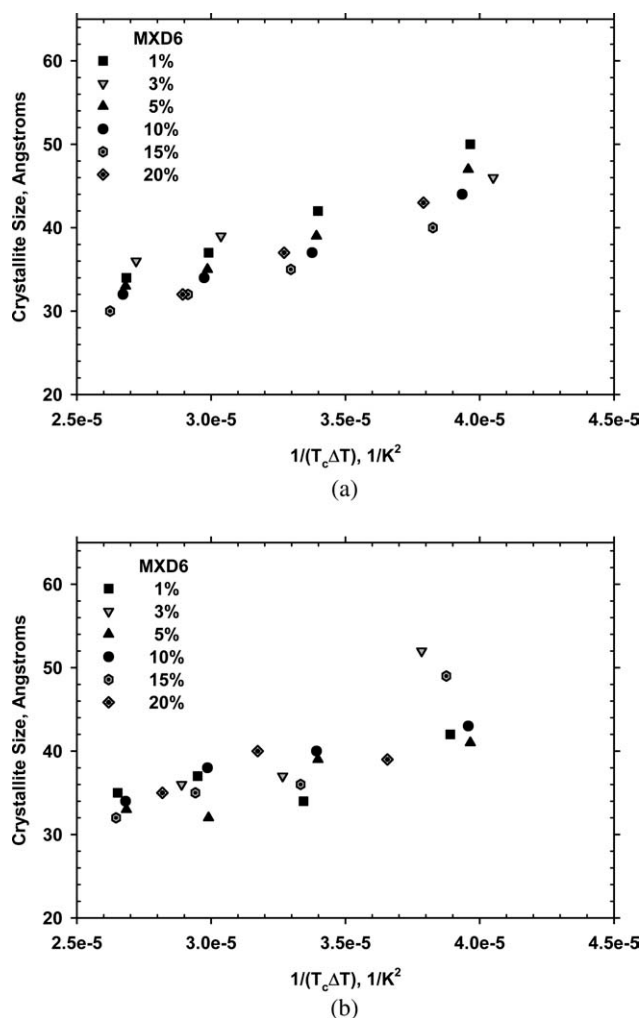 60
50
40
30
20
Crystallite Size, Angstroms
MXD6
1%
3%
5%
10%
15%
20%
2.5e-5 3.0e-5 3.5e-5 4.0e-5 4.5e-5
1/(T_cΔT), 1/K²
(a)
60
50
40
30
20
Crystallite Size, Angstroms
MXD6
1%
3%
5%
10%
15%
20%
2.5e-5 3.0e-5 3.5e-5 4.0e-5 4.5e-5
1/(T_cΔT), 1/K²
(b)